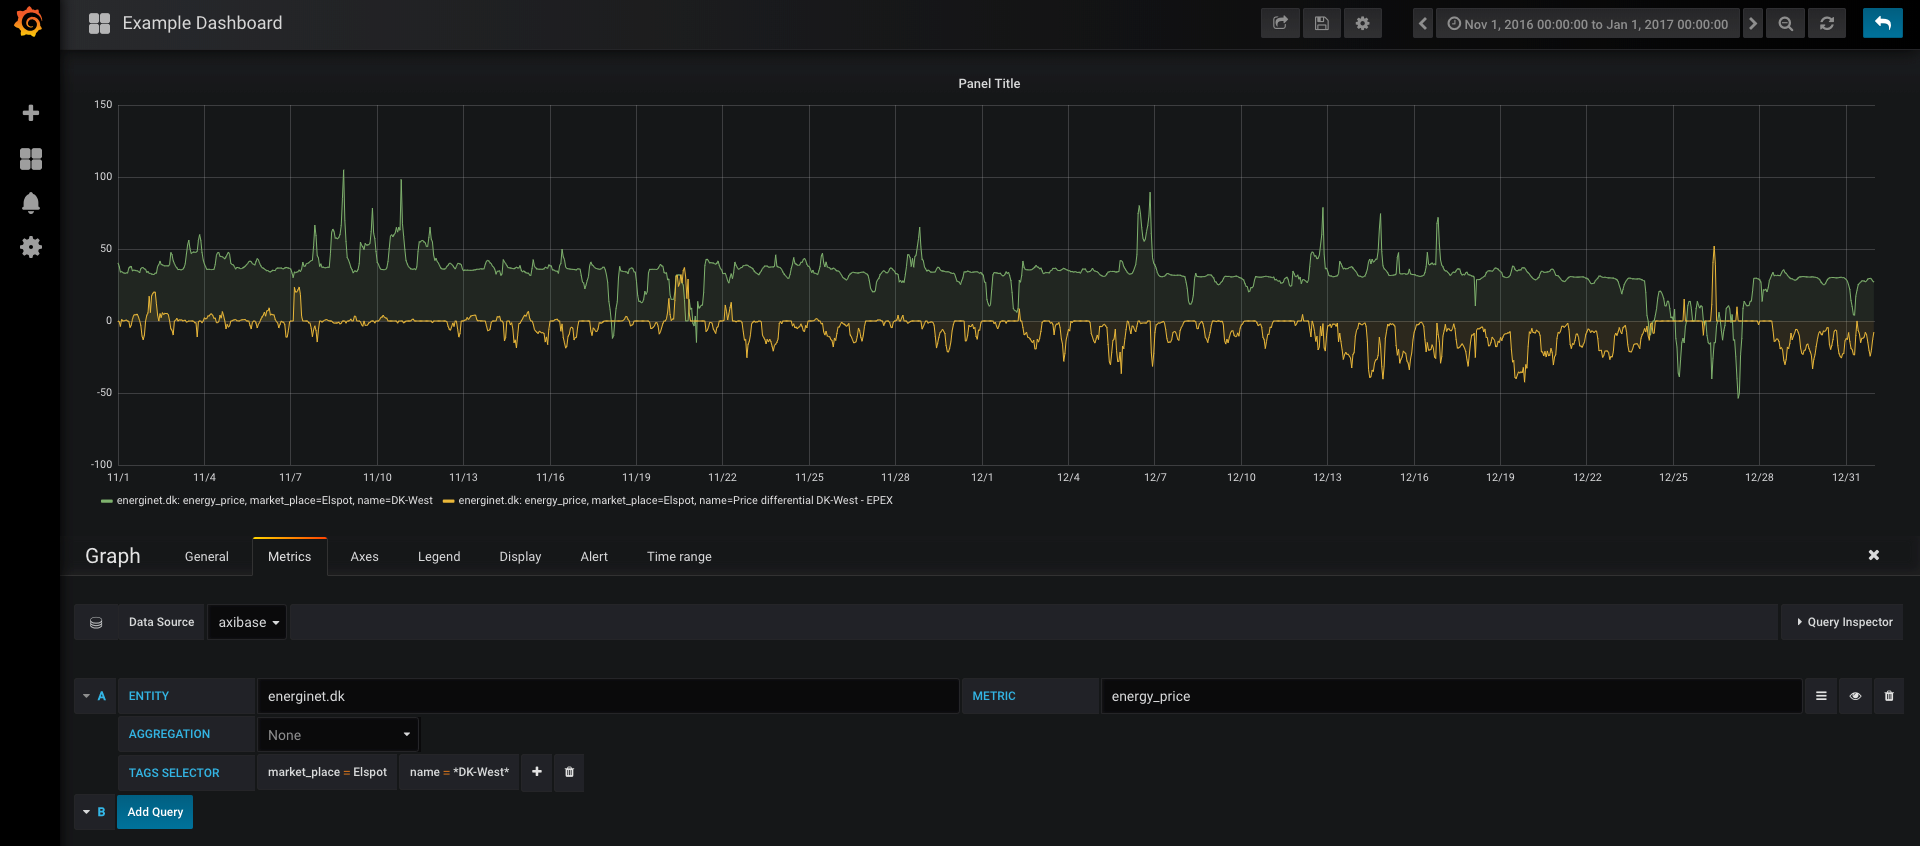 Example Dashboard
Nov 1, 2016 00:00:00 to Jan 1, 2017 00:00:00
Panel Title
150
100
50
0
-50
-100
11/1 11/4 11/7 11/10 11/13 11/16 11/19 11/22 11/25 11/28 12/1 12/4 12/7 12/10 12/13 12/16 12/19 12/22 12/25 12/28 12/31
energinet.dk: energy_price, market_place=Elspot, name=DK-West energinet.dk: energy_price, market_place=Elspot, name=Price differential DK-West - EPEX
Graph General Metrics Axes Legend Display Alert Time range
Data Source axibase Query Inspector
A ENTITY energinet.dk METRIC energy_price
AGGREGATION None
TAGS SELECTOR market_place = Elspot name = *DK-West*
B Add Query